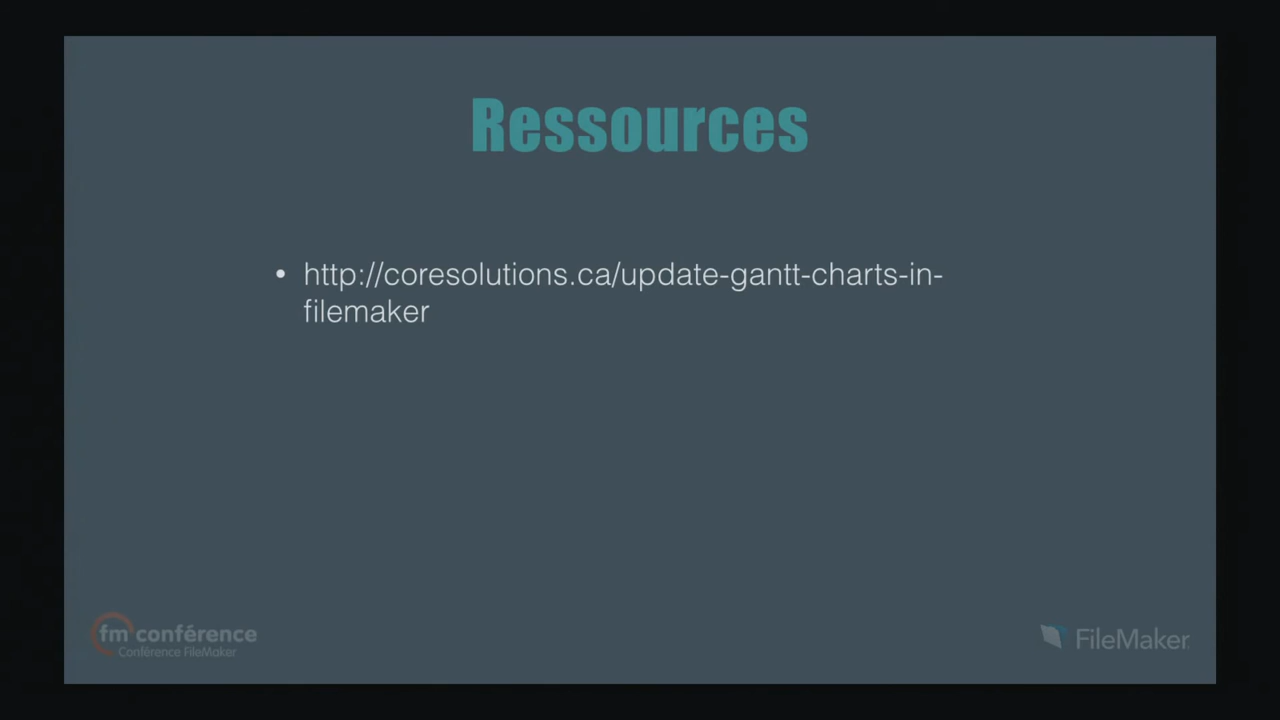 Ressources
• http://coresolutions.ca/update-gantt-charts-in-
filemaker
fm conférence
Conférence FileMaker
FileMaker